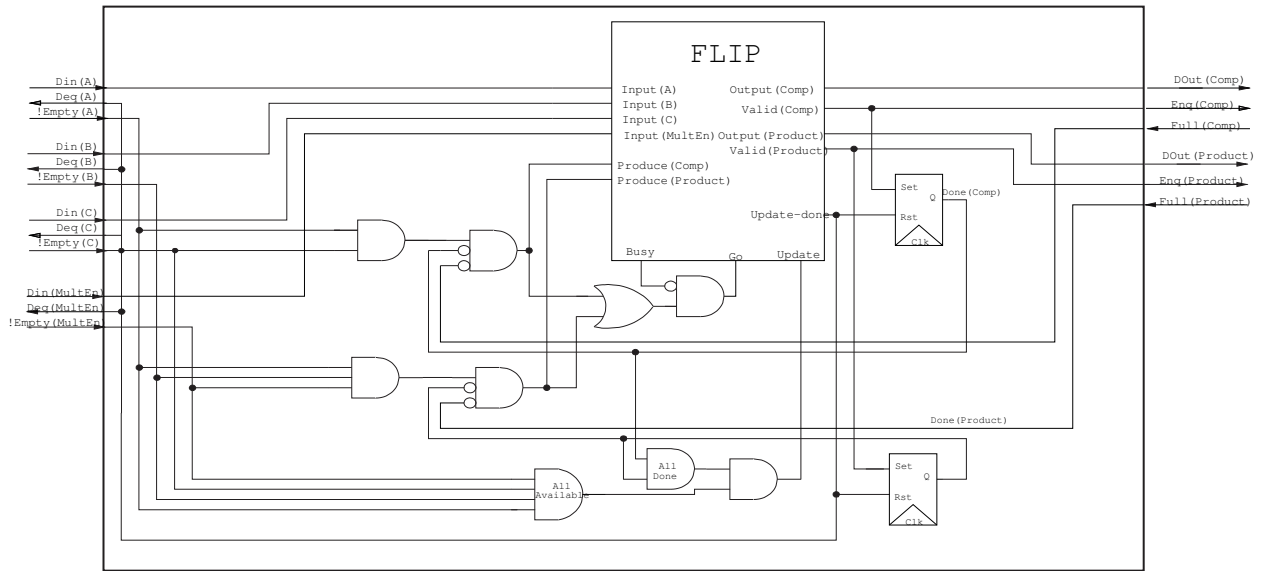 FLIP
Din(A)
Deq(A)
!Empty(A)
Din(B)
Deq(B)
!Empty(B)
Din(C)
Deq(C)
!Empty(C)
Din(MultEn)
Deq(MultEn)
!Empty(MultEn)
Input(A)
Input(B)
Input(C)
Input(MultEn)
Produce(Comp)
Produce(Product)
Output(Comp)
Valid(Comp)
Output(Product)
Valid(Product)
Update-done
Busy
Go
Update
DOut(Comp)
Enq(Comp)
Full(Comp)
DOut(Product)
Enq(Product)
Full(Product)
Set
Q
Done(Comp)
Rst
Clk
Done(Product)
All
Done
All
Available
Set
Q
Rst
Clk